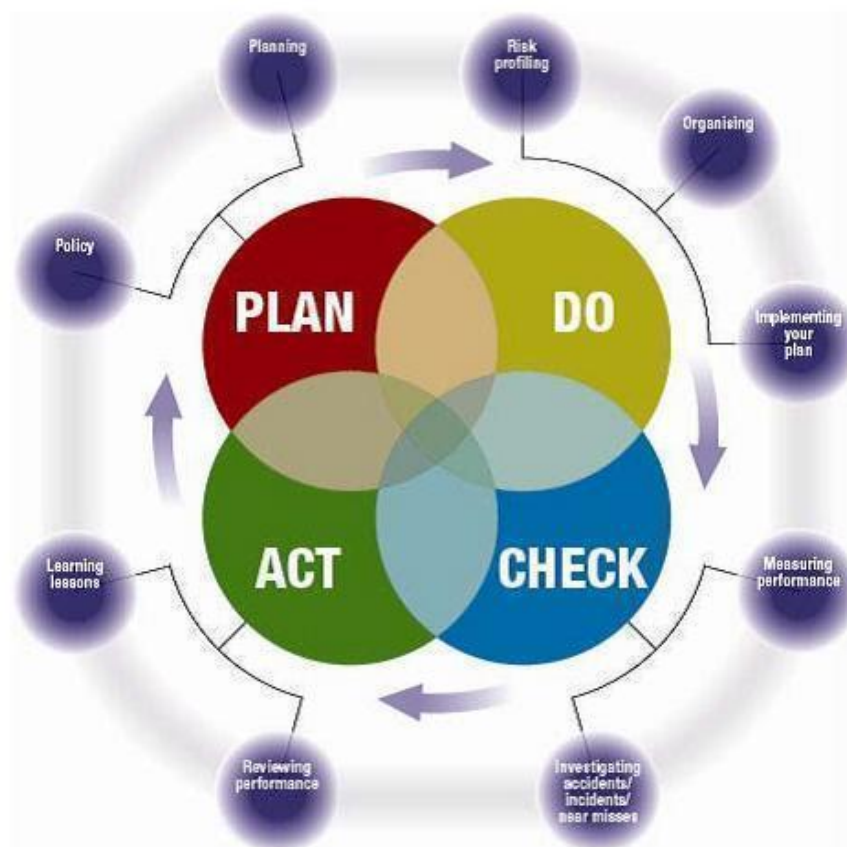 Planning
Risk
profiling
Organising
Policy
PLAN
DO
Implementing
your
plan
Learning
lessons
ACT
CHECK
Measuring
performance
Reviewing
performance
Investigating
accidents/
incidents/
near misses